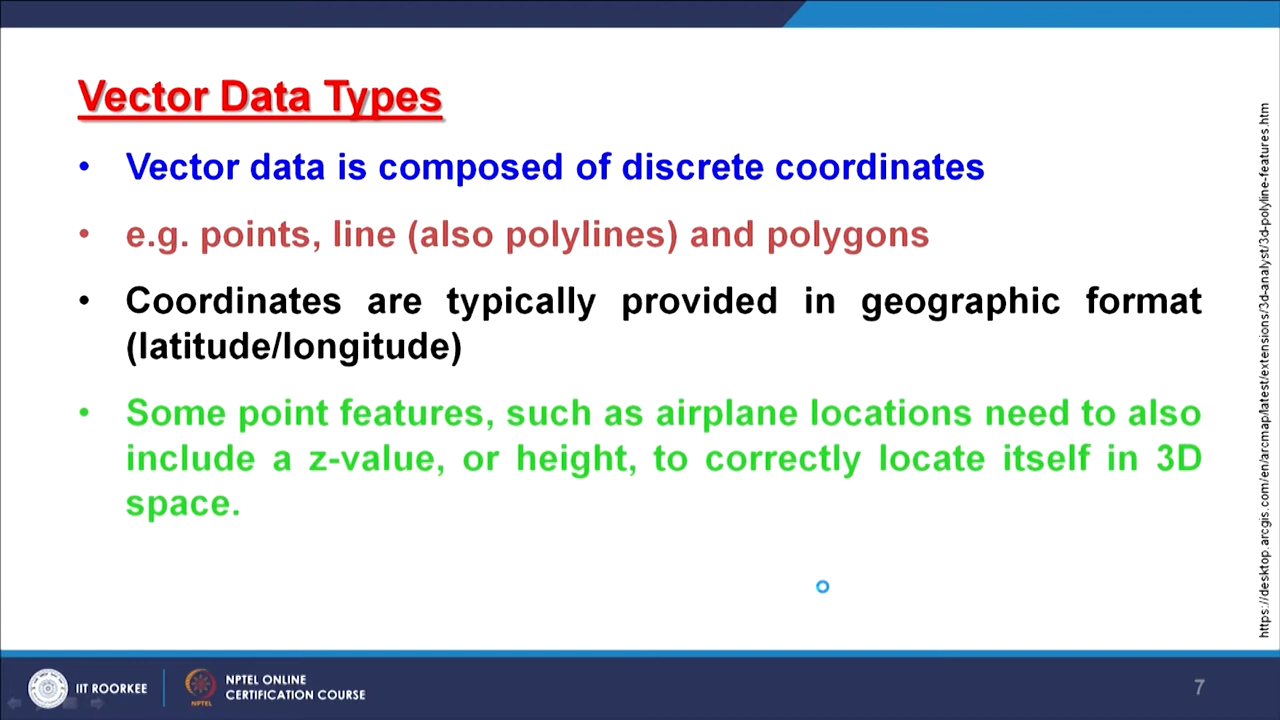 Vector Data Types
• Vector data is composed of discrete coordinates
• e.g. points, line (also polylines) and polygons
• Coordinates are typically provided in geographic format
(latitude/longitude)
• Some point features, such as airplane locations need to also
include a z-value, or height, to correctly locate itself in 3D
space.
https://desktop.arcgis.com/en/arcmap/latest/extensions/3d-analyst/3d-polyline-features.htm
IIT ROORKEE
NPTEL
NPTEL ONLINE
CERTIFICATION COURSE
7